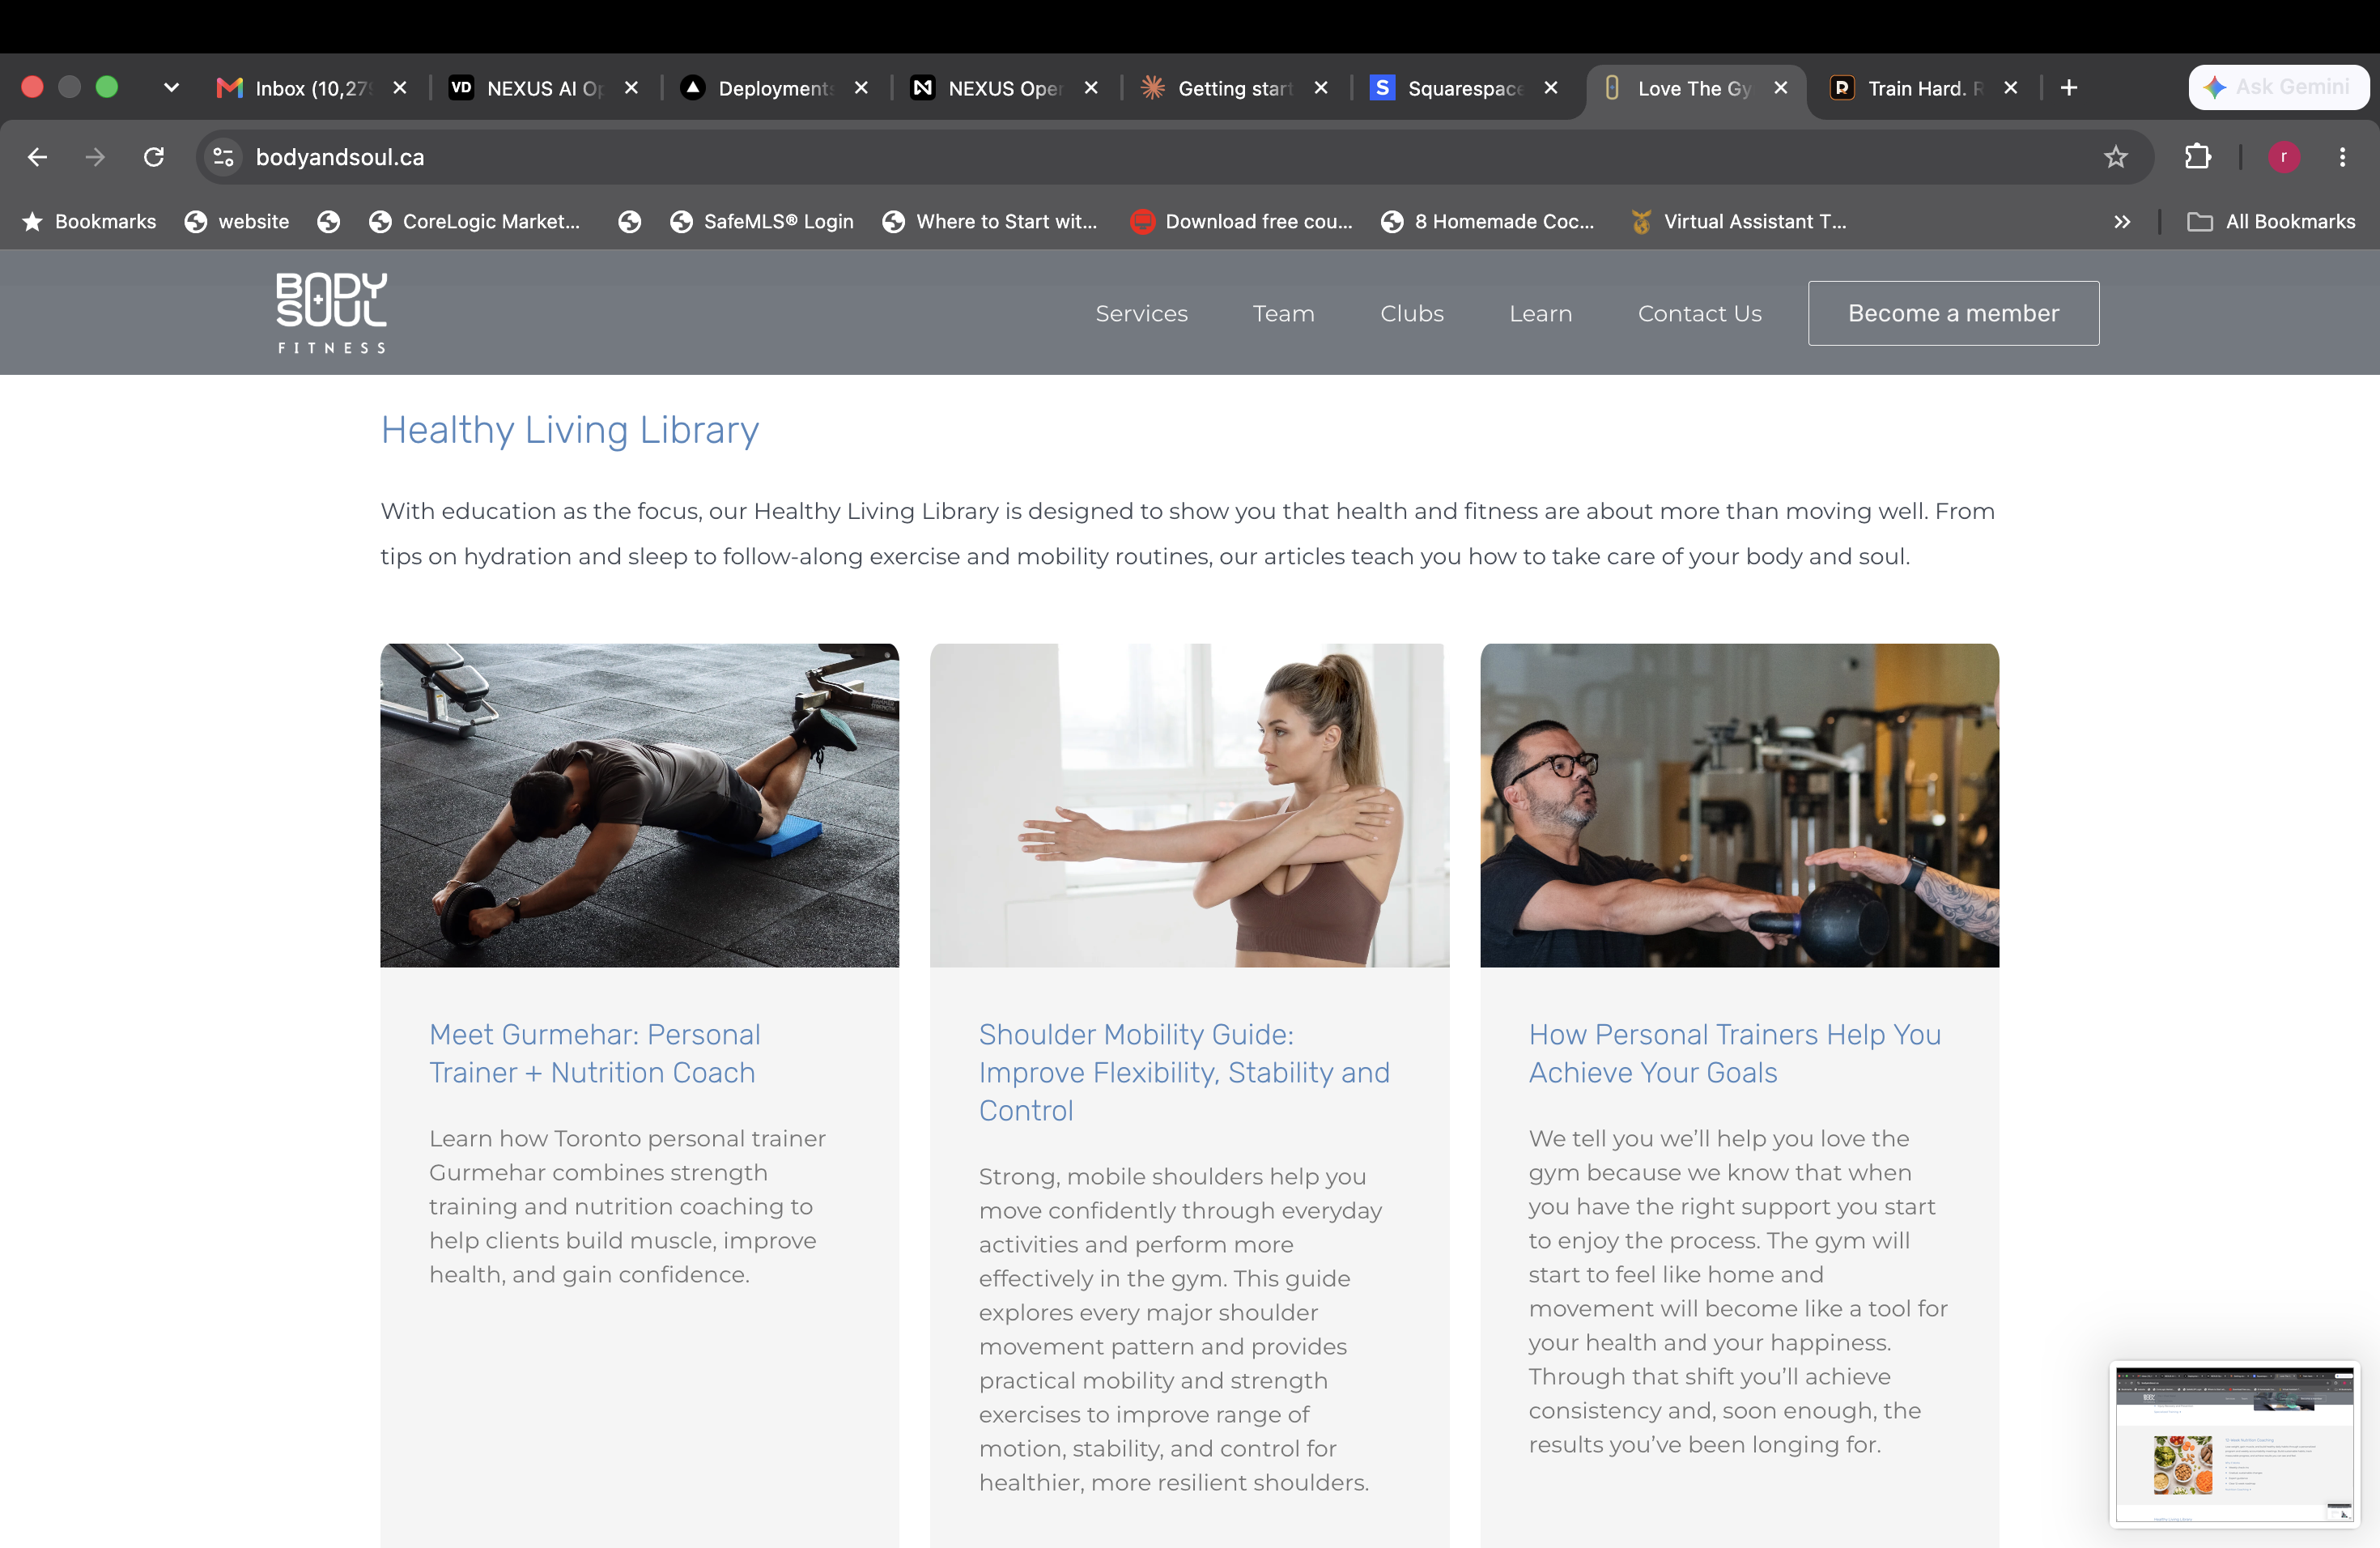 Inbox (10,279
NEXUS AI Op
Deployments
NEXUS Oper
Getting start
Squarespace
Love The Gy
Train Hard. R
Ask Gemini
bodyandsoul.ca
r
Bookmarks
website
CoreLogic Market...
SafeMLS® Login
Where to Start wit...
Download free cou...
8 Homemade Coc...
Virtual Assistant T...
All Bookmarks
BODY
SOUL
FITNESS
Services
Team
Clubs
Learn
Contact Us
Become a member
Healthy Living Library
With education as the focus, our Healthy Living Library is designed to show you that health and fitness are about more than moving well. From
tips on hydration and sleep to follow-along exercise and mobility routines, our articles teach you how to take care of your body and soul.
Meet Gurmehar: Personal
Trainer + Nutrition Coach
Learn how Toronto personal trainer
Gurmehar combines strength
training and nutrition coaching to
help clients build muscle, improve
health, and gain confidence.
Shoulder Mobility Guide:
Improve Flexibility, Stability and
Control
Strong, mobile shoulders help you
move confidently through everyday
activities and perform more
effectively in the gym. This guide
explores every major shoulder
movement pattern and provides
practical mobility and strength
exercises to improve range of
motion, stability, and control for
healthier, more resilient shoulders.
How Personal Trainers Help You
Achieve Your Goals
We tell you we’ll help you love the
gym because we know that when
you have the right support you start
to enjoy the process. The gym will
start to feel like home and
movement will become like a tool for
your health and your happiness.
Through that shift you’ll achieve
consistency and, soon enough, the
results you’ve been longing for.